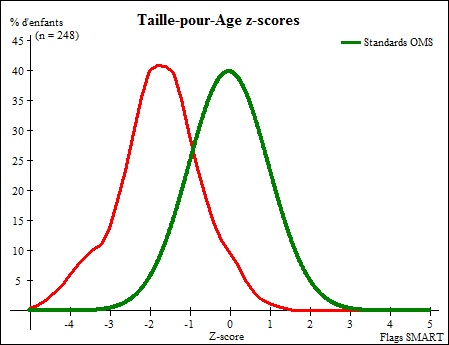 Taille-pour-Age z-scores
% d'enfants
(n = 248)
Standards OMS
45
40
35
30
25
20
15
10
5
-4 -3 -2 -1 0 1 2 3 4 5
Z-score
Flags SMART